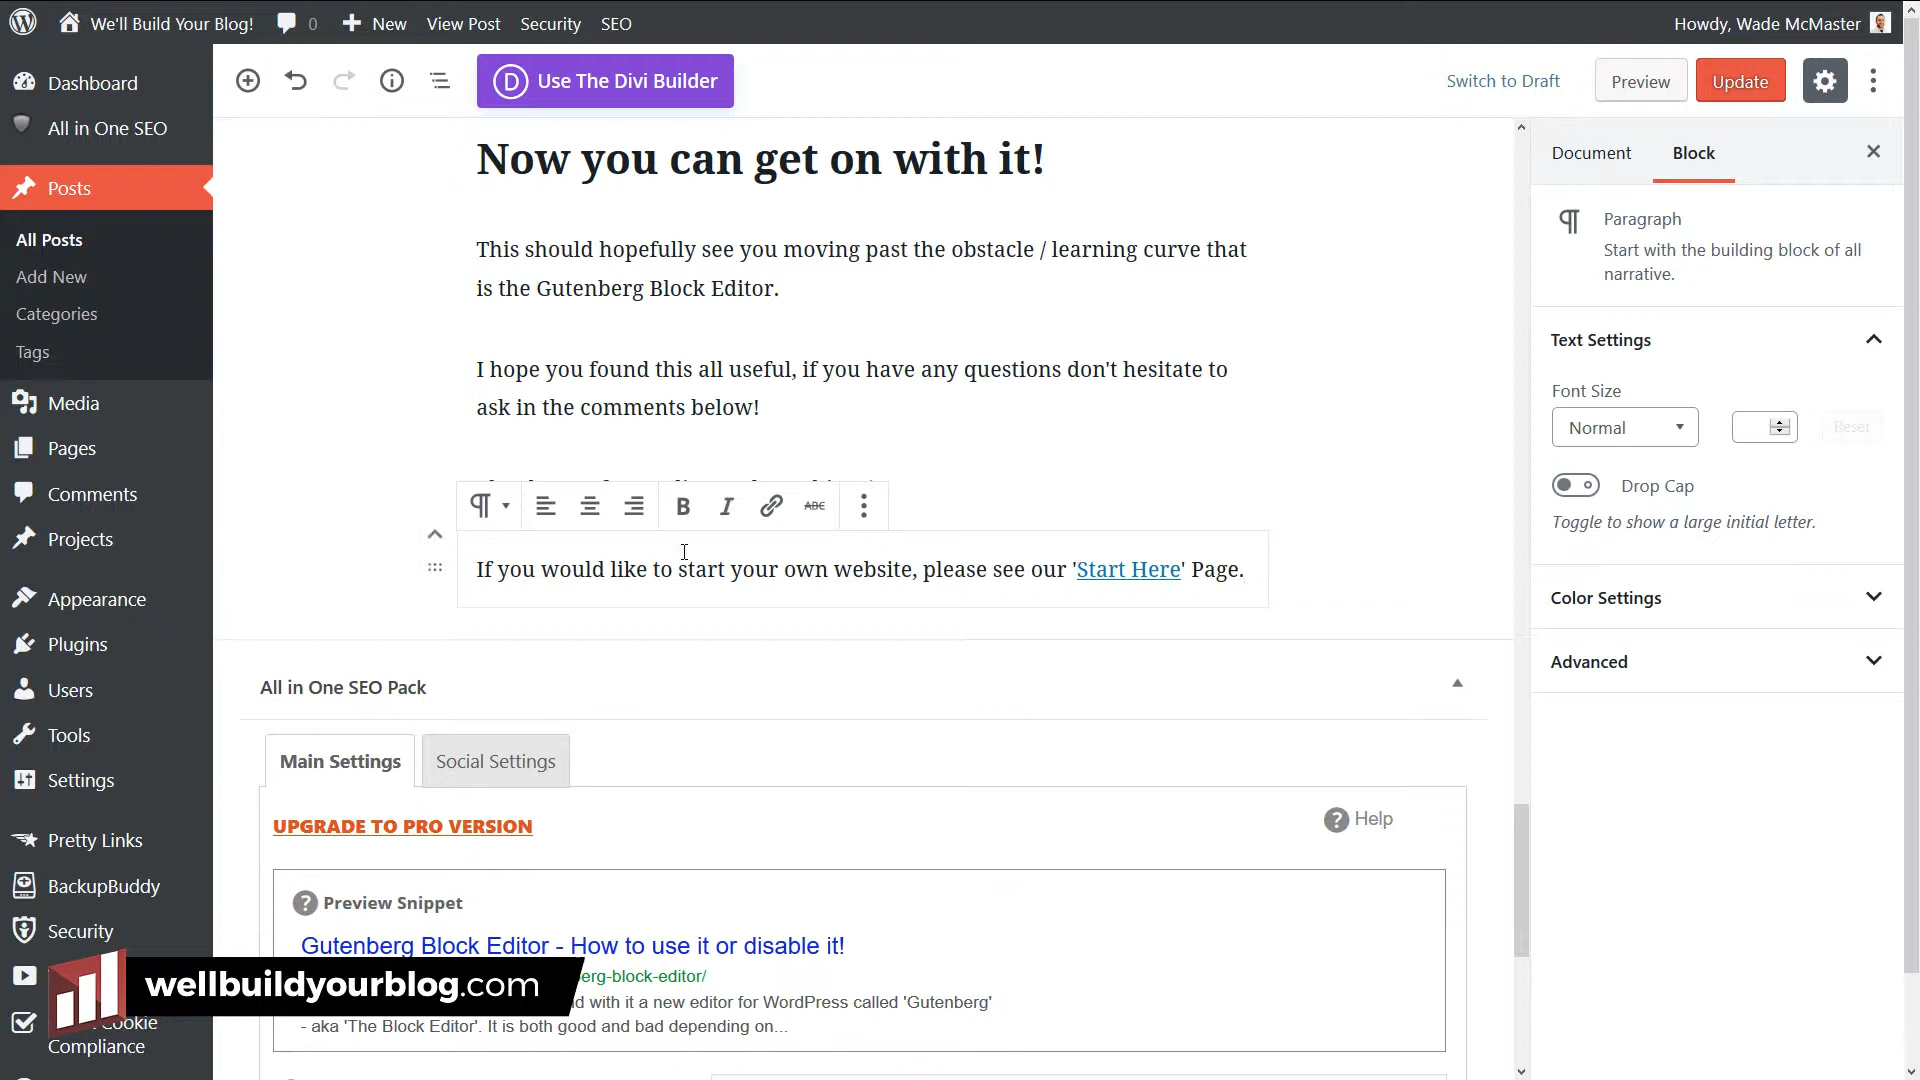 We'll Build Your Blog!
0
New
View Post
Security
SEO
Howdy, Wade McMaster
Dashboard
All in One SEO
Posts
All Posts
Add New
Categories
Tags
Media
Pages
Comments
Projects
Appearance
Plugins
Users
Tools
Settings
Pretty Links
BackupBuddy
Security
Cookie
Compliance
D Use The Divi Builder
Switch to Draft
Preview
Update
Now you can get on with it!
This should hopefully see you moving past the obstacle / learning curve that
is the Gutenberg Block Editor.
I hope you found this all useful, if you have any questions don't hesitate to
ask in the comments below!
B
I
ABC
If you would like to start your own website, please see our 'Start Here' Page.
All in One SEO Pack
Main Settings
Social Settings
UPGRADE TO PRO VERSION
? Help
? Preview Snippet
Gutenberg Block Editor - How to use it or disable it!
erg-block-editor/
d with it a new editor for WordPress called 'Gutenberg'
- aka 'The Block Editor'. It is both good and bad depending on...
wellbuildyourblog.com
Document
Block
Paragraph
Start with the building block of all
narrative.
Text Settings
Font Size
Normal
Reset
Drop Cap
Toggle to show a large initial letter.
Color Settings
Advanced